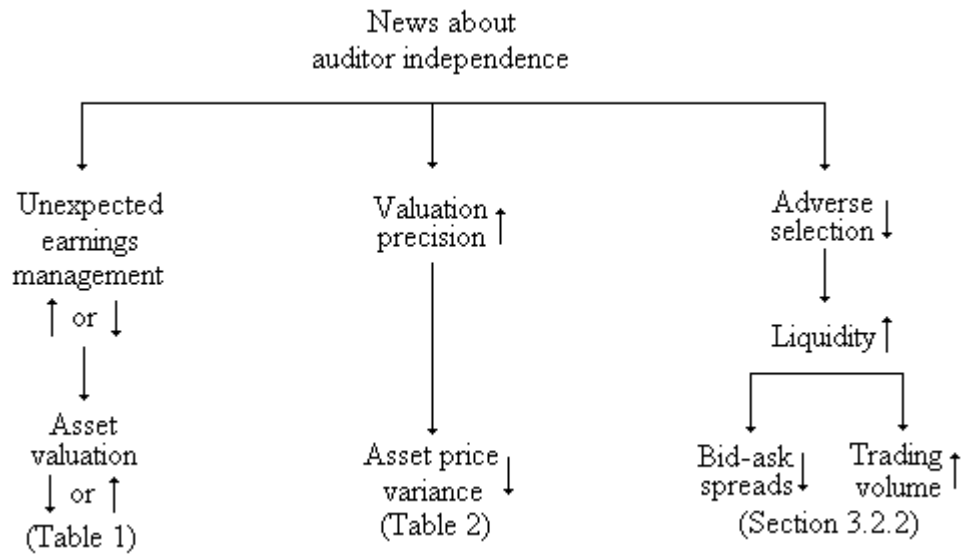 News about
auditor independence
Unexpected
earnings
management
↑ or ↓
Asset
valuation
↓ or ↑
(Table 1)
Valuation
precision ↑
Asset price
variance ↓
(Table 2)
Adverse
selection ↓
Liquidity ↑
Bid-ask
spreads ↓
Trading
volume ↑
(Section 3.2.2)